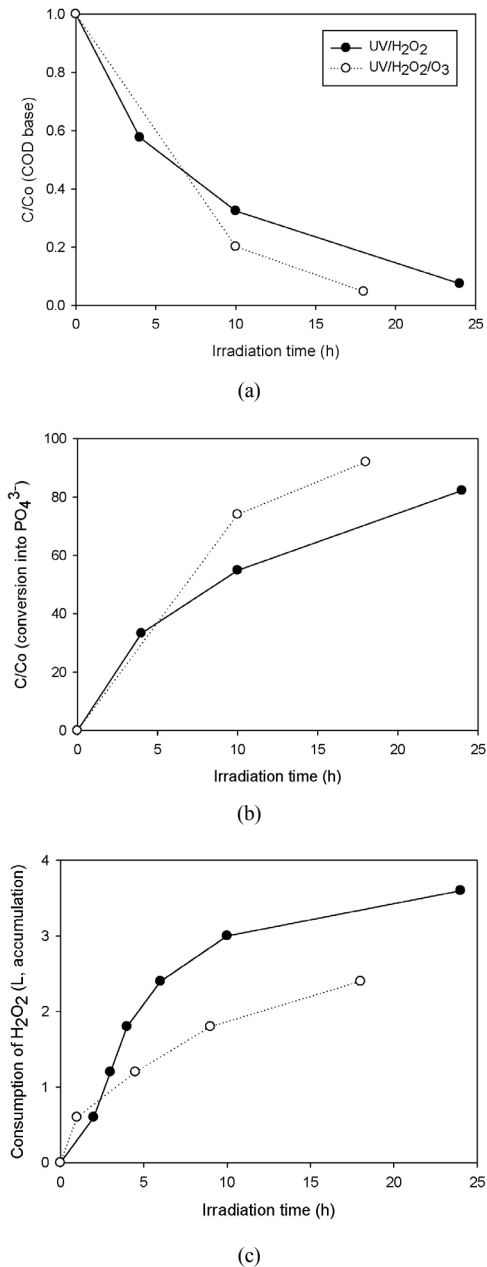 UV/H₂O₂
UV/H₂O₂/O₃
C/Co (COD base)
1.0
0.8
0.6
0.4
0.2
0.0
0 5 10 15 20 25
Irradiation time (h)
(a)
C/Co (conversion into PO₄³⁻)
100
80
60
40
20
0
0 5 10 15 20 25
Irradiation time (h)
(b)
Consumption of H₂O₂ (L, accumulation)
4
3
2
1
0
0 5 10 15 20 25
Irradiation time (h)
(c)